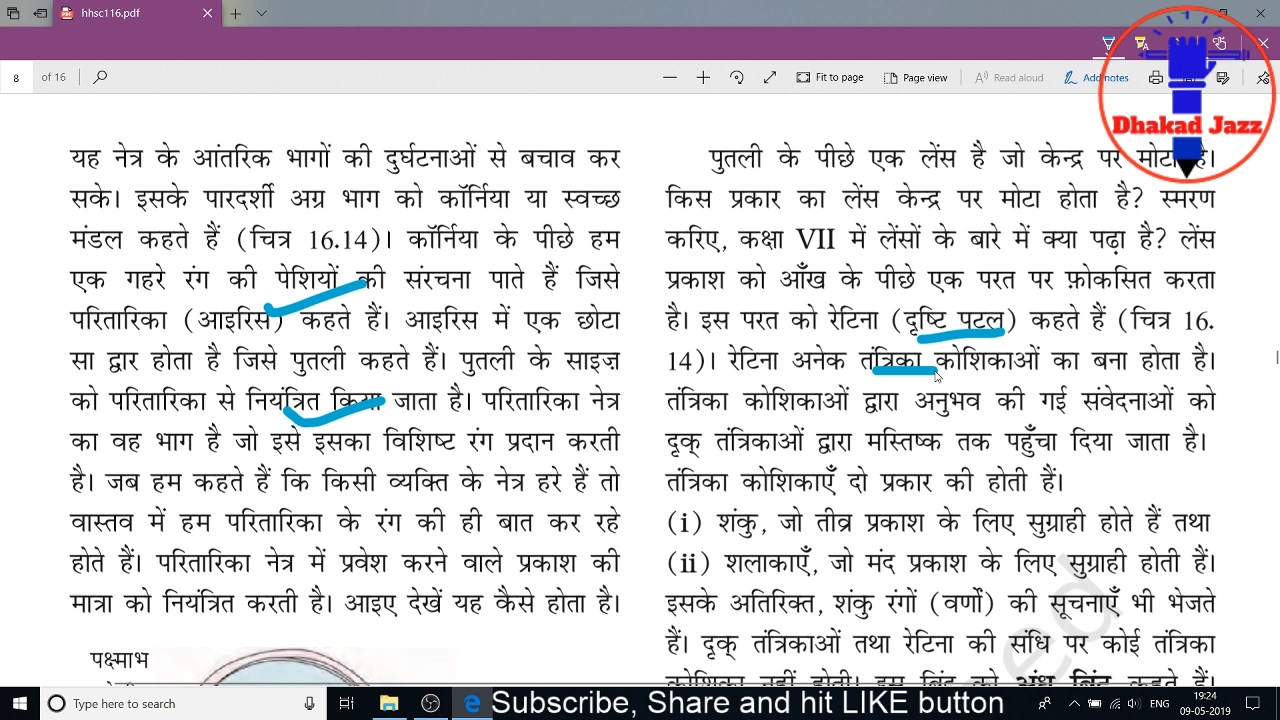 hhsc116.pdf
8 of 16
Fit to page
Page view
Read aloud
Add notes
Dhakad Jazz
यह नेत्र के आंतरिक भागों की दुर्घटनाओं से बचाव कर
सके। इसके पारदर्शी अग्र भाग को कॉर्निया या स्वच्छ
मंडल कहते हैं (चित्र 16.14)। कॉर्निया के पीछे हम
एक गहरे रंग की पेशियों की संरचना पाते हैं जिसे
परितारिका (आइरिस) कहते हैं। आइरिस में एक छोटा
सा द्वार होता है जिसे पुतली कहते हैं। पुतली के साइज़
को परितारिका से नियंत्रित किया जाता है। परितारिका नेत्र
का वह भाग है जो इसे इसका विशिष्ट रंग प्रदान करती
है। जब हम कहते हैं कि किसी व्यक्ति के नेत्र हरे हैं तो
वास्तव में हम परितारिका के रंग की ही बात कर रहे
होते हैं। परितारिका नेत्र में प्रवेश करने वाले प्रकाश की
मात्रा को नियंत्रित करती है। आइए देखें यह कैसे होता है।
पक्ष्माभ
पुतली के पीछे एक लेंस है जो केन्द्र पर मोटा है।
किस प्रकार का लेंस केन्द्र पर मोटा होता है? स्मरण
करिए, कक्षा VII में लेंसों के बारे में क्या पढ़ा है? लेंस
प्रकाश को आँख के पीछे एक परत पर फ़ोकसित करता
है। इस परत को रेटिना (दृष्टि पटल) कहते हैं (चित्र 16.
14)। रेटिना अनेक तंत्रिका कोशिकाओं का बना होता है।
तंत्रिका कोशिकाओं द्वारा अनुभव की गई संवेदनाओं को
दृक् तंत्रिकाओं द्वारा मस्तिष्क तक पहुँचा दिया जाता है।
तंत्रिका कोशिकाएँ दो प्रकार की होती हैं।
(i) शंकु, जो तीव्र प्रकाश के लिए सुग्राही होते हैं तथा
(ii) शलाकाएँ, जो मंद प्रकाश के लिए सुग्राही होती हैं।
इसके अतिरिक्त, शंकु रंगों (वर्णों) की सूचनाएँ भी भेजते
हैं। दृक् तंत्रिकाओं तथा रेटिना की संधि पर कोई तंत्रिका
कोशिका नहीं होती। इस बिंदु को अंध बिंदु कहते हैं।
Type here to search
Subscribe, Share and hit LIKE button
ENG
19:24
09-05-2019